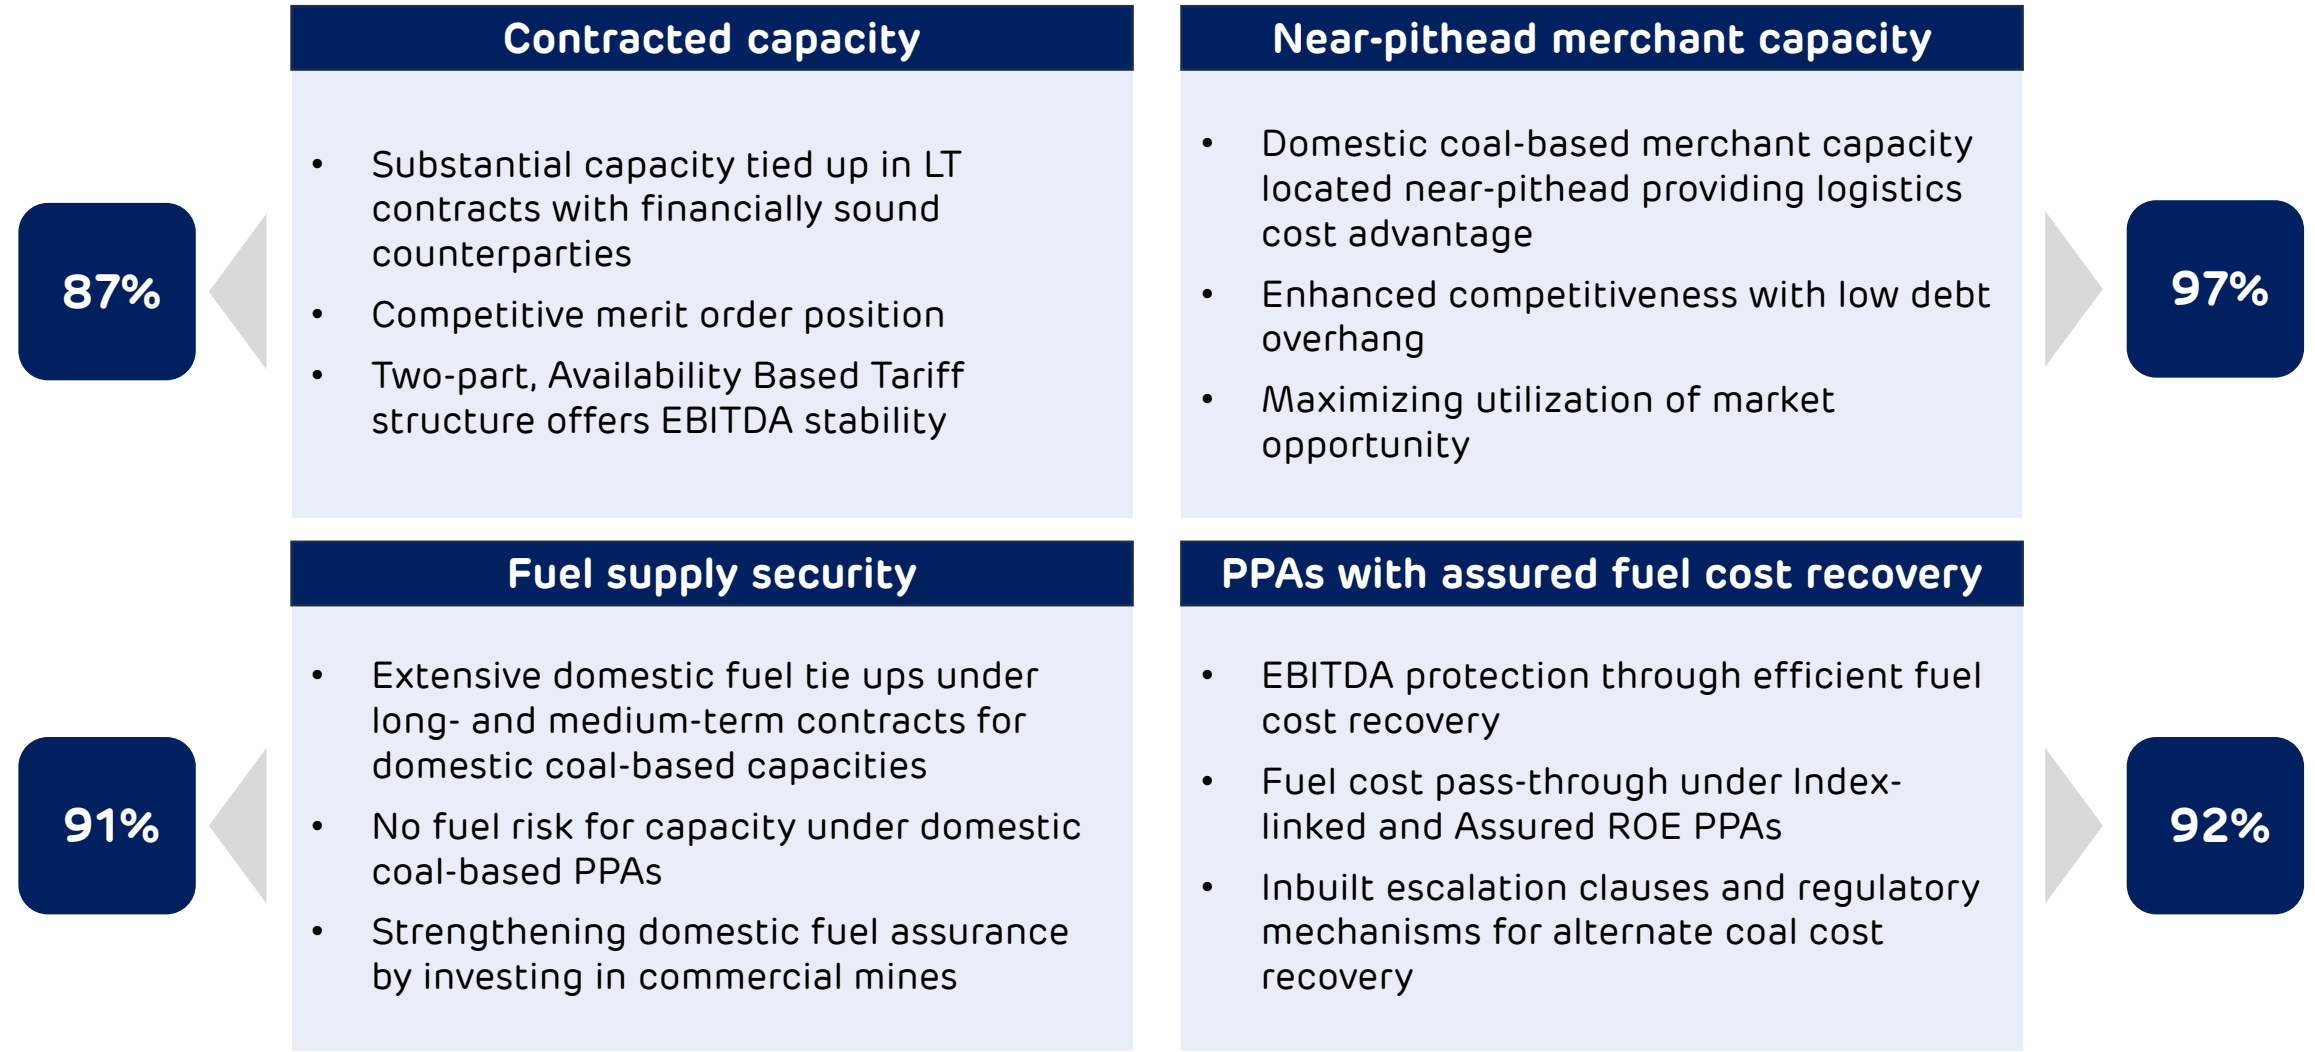 Contracted capacity
87%
• Substantial capacity tied up in LT
contracts with financially sound
counterparties
• Competitive merit order position
• Two-part, Availability Based Tariff
structure offers EBITDA stability
Near-pithead merchant capacity
• Domestic coal-based merchant capacity
located near-pithead providing logistics
cost advantage
• Enhanced competitiveness with low debt
overhang
• Maximizing utilization of market
opportunity
97%
Fuel supply security
91%
• Extensive domestic fuel tie ups under
long- and medium-term contracts for
domestic coal-based capacities
• No fuel risk for capacity under domestic
coal-based PPAs
• Strengthening domestic fuel assurance
by investing in commercial mines
PPAs with assured fuel cost recovery
• EBITDA protection through efficient fuel
cost recovery
• Fuel cost pass-through under Index-
linked and Assured ROE PPAs
• Inbuilt escalation clauses and regulatory
mechanisms for alternate coal cost
recovery
92%